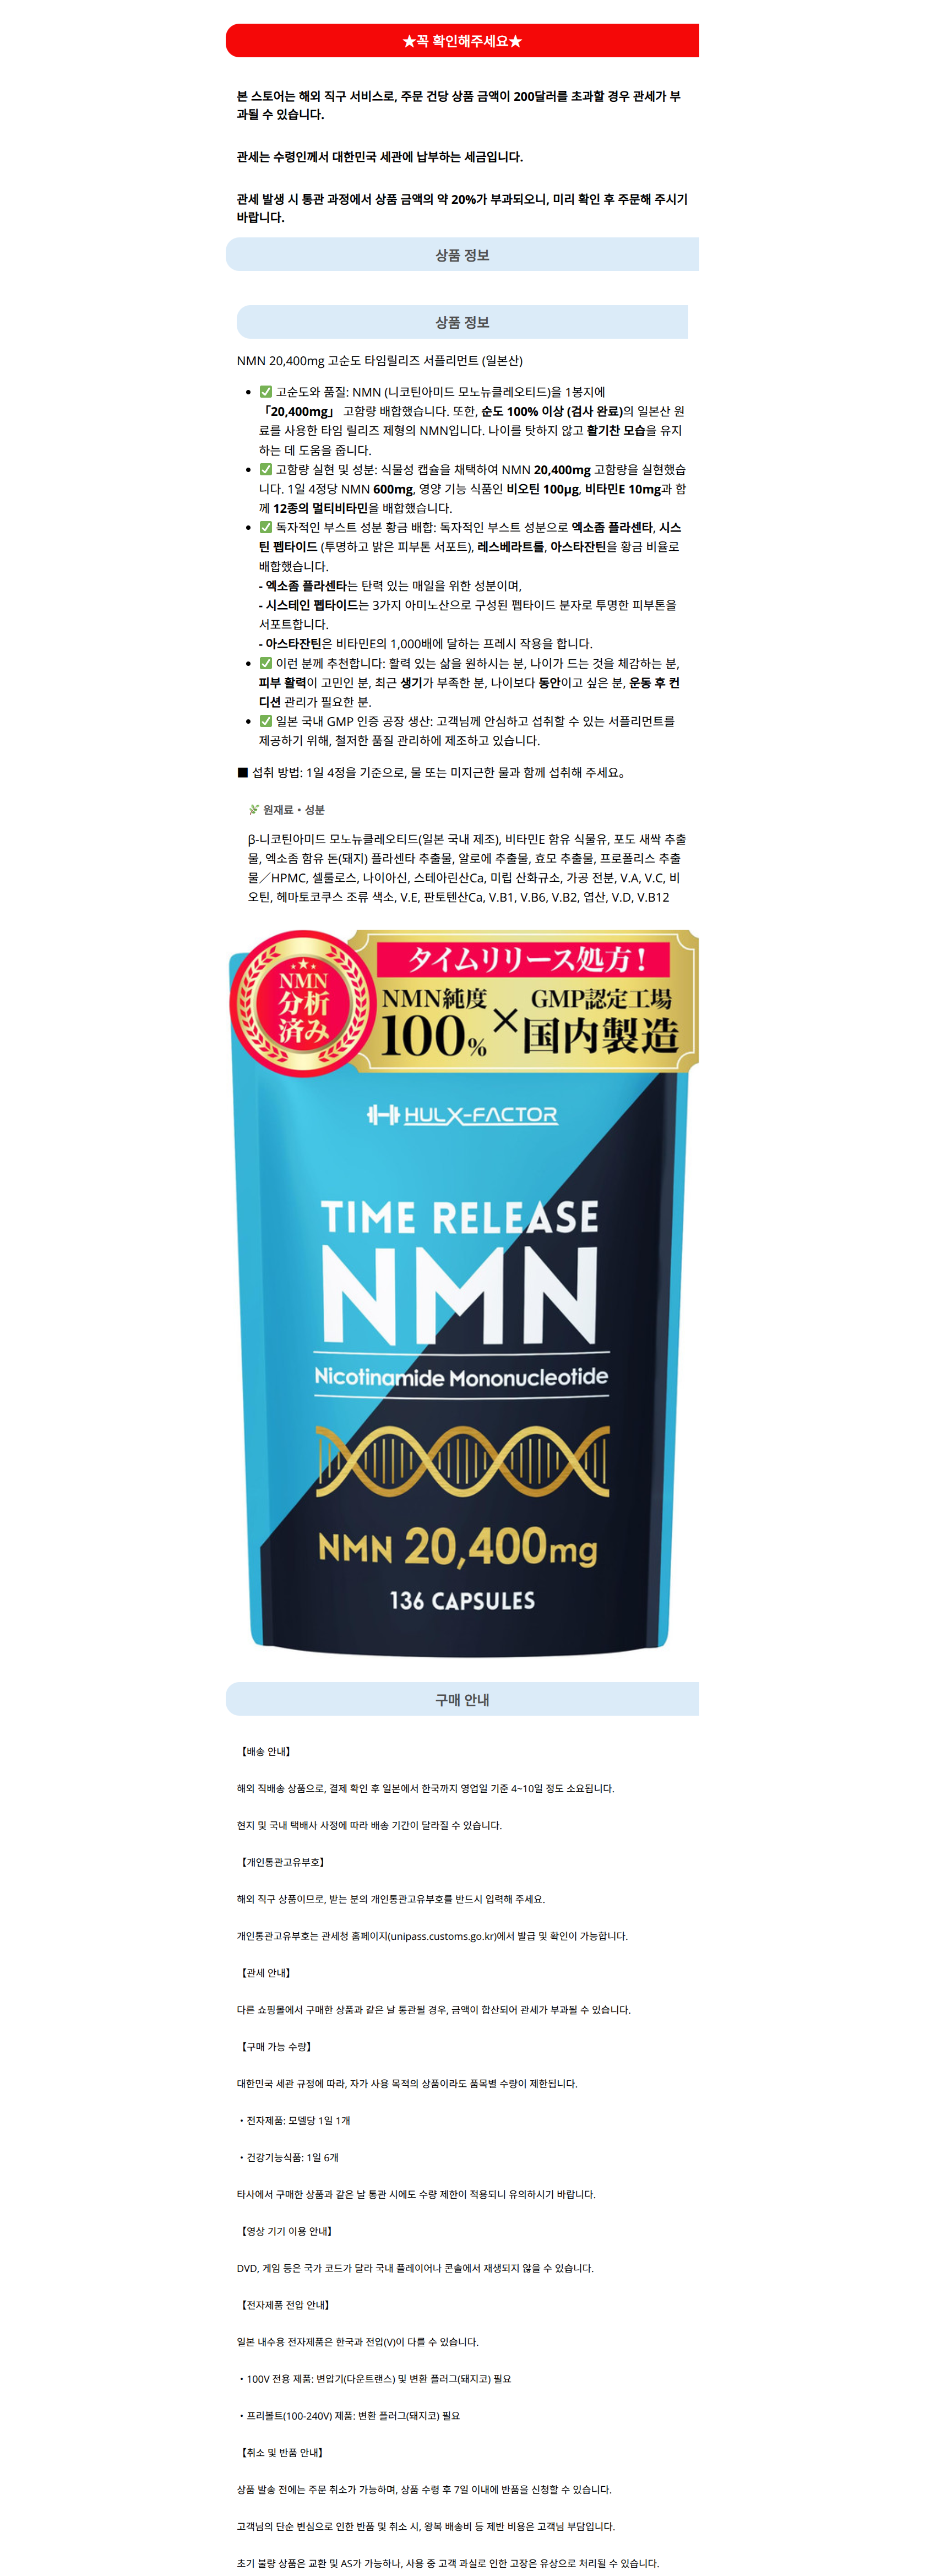 ★꼭 확인해주세요★
본 스토어는 해외 직구 서비스로, 주문 건당 상품 금액이 200달러를 초과할 경우 관세가 부
과될 수 있습니다.
관세는 수령인께서 대한민국 세관에 납부하는 세금입니다.
관세 발생 시 통관 과정에서 상품 금액의 약 20%가 부과되오니, 미리 확인 후 주문해 주시기
바랍니다.
상품 정보
상품 정보
NMN 20,400mg 고순도 타임릴리즈 서플리먼트 (일본산)
• ✅ 고순도와 품질: NMN (니코틴아미드 모노뉴클레오티드)을 1봉지에
「20,400mg」 고함량 배합했습니다. 또한, 순도 100% 이상 (검사 완료)의 일본산 원
료를 사용한 타임 릴리즈 제형의 NMN입니다. 나이를 탓하지 않고 활기찬 모습을 유지
하는 데 도움을 줍니다.
• ✅ 고함량 실현 및 성분: 식물성 캡슐을 채택하여 NMN 20,400mg 고함량을 실현했습
니다. 1일 4정당 NMN 600mg, 영양 기능 식품인 비오틴 100μg, 비타민E 10mg과 함
께 12종의 멀티비타민을 배합했습니다.
• ✅ 독자적인 부스트 성분 황금 배합: 독자적인 부스트 성분으로 엑소좀 플라센타, 시스
틴 펩타이드 (투명하고 밝은 피부톤 서포트), 레스베라트롤, 아스타잔틴을 황금 비율로
배합했습니다.
- 엑소좀 플라센타는 탄력 있는 매일을 위한 성분이며,
- 시스테인 펩타이드는 3가지 아미노산으로 구성된 펩타이드 분자로 투명한 피부톤을
서포트합니다.
- 아스타잔틴은 비타민E의 1,000배에 달하는 프레시 작용을 합니다.
• ✅ 이런 분께 추천합니다: 활력 있는 삶을 원하시는 분, 나이가 드는 것을 체감하는 분,
피부 활력이 고민인 분, 최근 생기가 부족한 분, 나이보다 동안이고 싶은 분, 운동 후 컨
디션 관리가 필요한 분.
• ✅ 일본 국내 GMP 인증 공장 생산: 고객님께 안심하고 섭취할 수 있는 서플리먼트를
제공하기 위해, 철저한 품질 관리하에 제조하고 있습니다.
■ 섭취 방법: 1일 4정을 기준으로, 물 또는 미지근한 물과 함께 섭취해 주세요。
🌿 원재료・성분
β-니코틴아미드 모노뉴클레오티드(일본 국내 제조), 비타민E 함유 식물유, 포도 새싹 추출
물, 엑소좀 함유 돈(돼지) 플라센타 추출물, 알로에 추출물, 효모 추출물, 프로폴리스 추출
물／HPMC, 셀룰로스, 나이아신, 스테아린산Ca, 미립 산화규소, 가공 전분, V.A, V.C, 비
오틴, 헤마토코쿠스 조류 색소, V.E, 판토텐산Ca, V.B1, V.B6, V.B2, 엽산, V.D, V.B12
NMN
分析
済み
タイムリリース処方!
NMN純度
100%
×
GMP認定工場
国内製造
HULX-FACTOR
TIME RELEASE
NMN
Nicotinamide Mononucleotide
NMN 20,400mg
136 CAPSULES
구매 안내
【배송 안내】
해외 직배송 상품으로, 결제 확인 후 일본에서 한국까지 영업일 기준 4~10일 정도 소요됩니다.
현지 및 국내 택배사 사정에 따라 배송 기간이 달라질 수 있습니다.
【개인통관고유부호】
해외 직구 상품이므로, 받는 분의 개인통관고유부호를 반드시 입력해 주세요.
개인통관고유부호는 관세청 홈페이지(unipass.customs.go.kr)에서 발급 및 확인이 가능합니다.
【관세 안내】
다른 쇼핑몰에서 구매한 상품과 같은 날 통관될 경우, 금액이 합산되어 관세가 부과될 수 있습니다.
【구매 가능 수량】
대한민국 세관 규정에 따라, 자가 사용 목적의 상품이라도 품목별 수량이 제한됩니다.
・전자제품: 모델당 1일 1개
・건강기능식품: 1일 6개
타사에서 구매한 상품과 같은 날 통관 시에도 수량 제한이 적용되니 유의하시기 바랍니다.
【영상 기기 이용 안내】
DVD, 게임 등은 국가 코드가 달라 국내 플레이어나 콘솔에서 재생되지 않을 수 있습니다.
【전자제품 전압 안내】
일본 내수용 전자제품은 한국과 전압(V)이 다를 수 있습니다.
・100V 전용 제품: 변압기(다운트랜스) 및 변환 플러그(돼지코) 필요
・프리볼트(100-240V) 제품: 변환 플러그(돼지코) 필요
【취소 및 반품 안내】
상품 발송 전에는 주문 취소가 가능하며, 상품 수령 후 7일 이내에 반품을 신청할 수 있습니다.
고객님의 단순 변심으로 인한 반품 및 취소 시, 왕복 배송비 등 제반 비용은 고객님 부담입니다.
초기 불량 상품은 교환 및 AS가 가능하나, 사용 중 고객 과실로 인한 고장은 유상으로 처리될 수 있습니다.